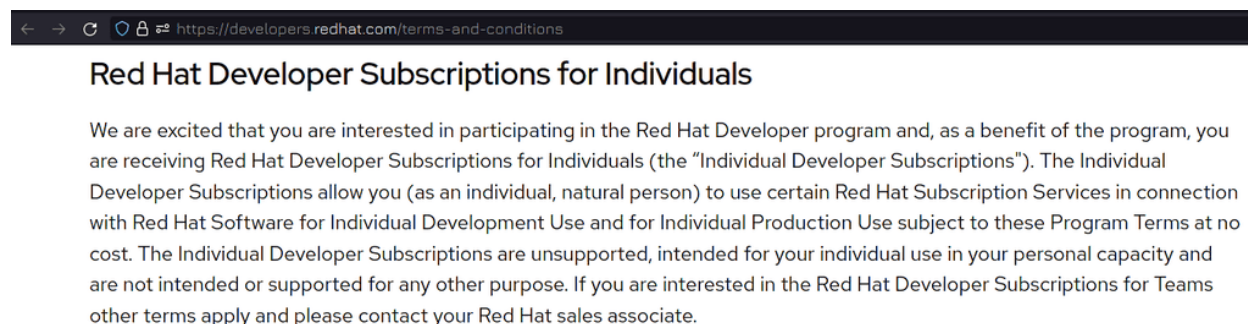 https://developers.redhat.com/terms-and-conditions
Red Hat Developer Subscriptions for Individuals
We are excited that you are interested in participating in the Red Hat Developer program and, as a benefit of the program, you
are receiving Red Hat Developer Subscriptions for Individuals (the “Individual Developer Subscriptions"). The Individual
Developer Subscriptions allow you (as an individual, natural person) to use certain Red Hat Subscription Services in connection
with Red Hat Software for Individual Development Use and for Individual Production Use subject to these Program Terms at no
cost. The Individual Developer Subscriptions are unsupported, intended for your individual use in your personal capacity and
are not intended or supported for any other purpose. If you are interested in the Red Hat Developer Subscriptions for Teams
other terms apply and please contact your Red Hat sales associate.